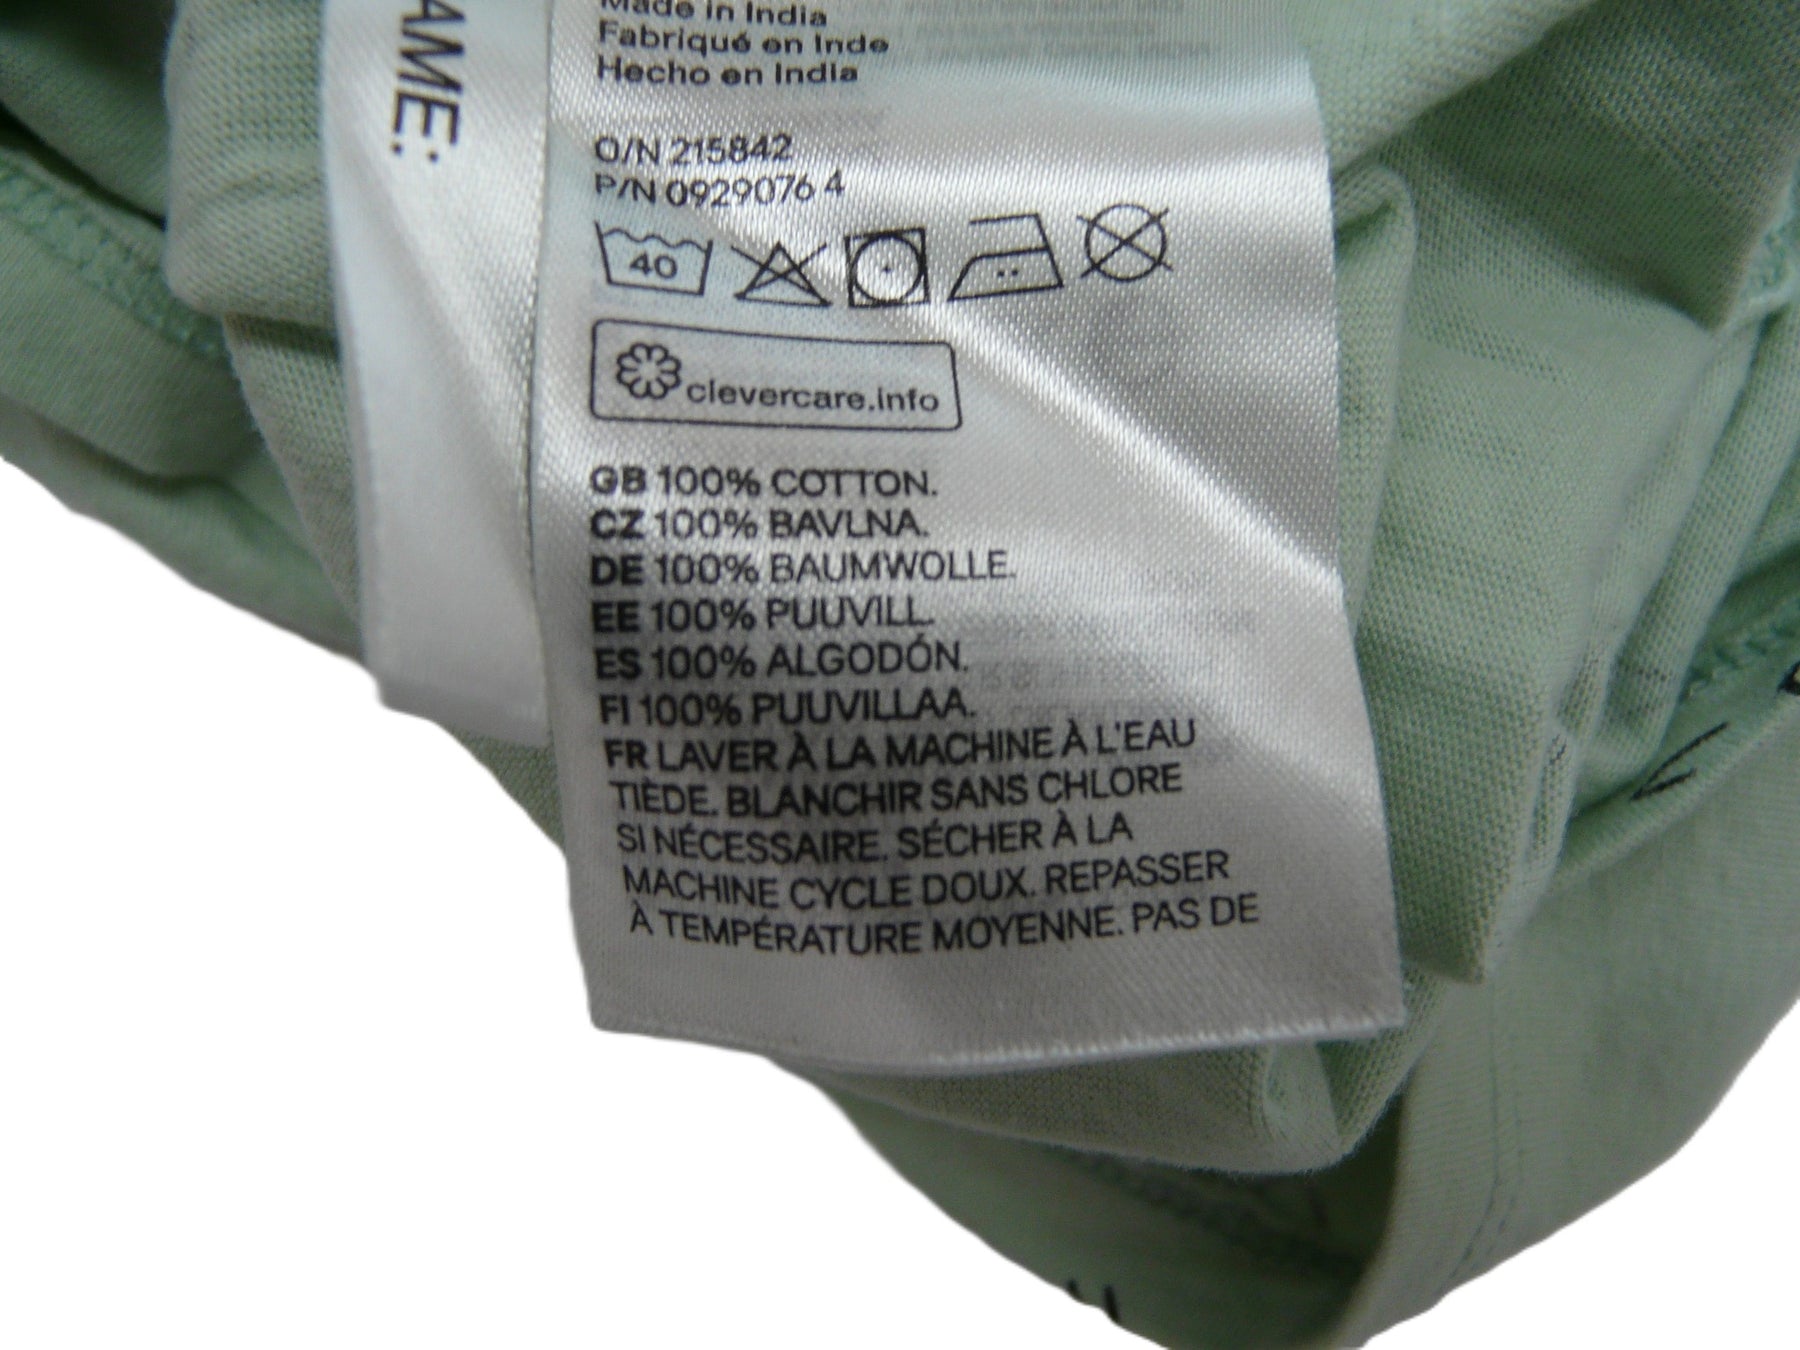 AME:
Made in India
Fabriqué en Inde
Hecho en India
O/N 215842
P/N 0929076 4
40
clevercare.info
GB 100% COTTON.
CZ 100% BAVLNA.
DE 100% BAUMWOLLE.
EE 100% PUUVILL.
ES 100% ALGODÓN.
FI 100% PUUVILLAA.
FR LAVER À LA MACHINE À L'EAU
TIÈDE. BLANCHIR SANS CHLORE
SI NÉCESSAIRE. SÉCHER À LA
MACHINE CYCLE DOUX. REPASSER
À TEMPÉRATURE MOYENNE. PAS DE